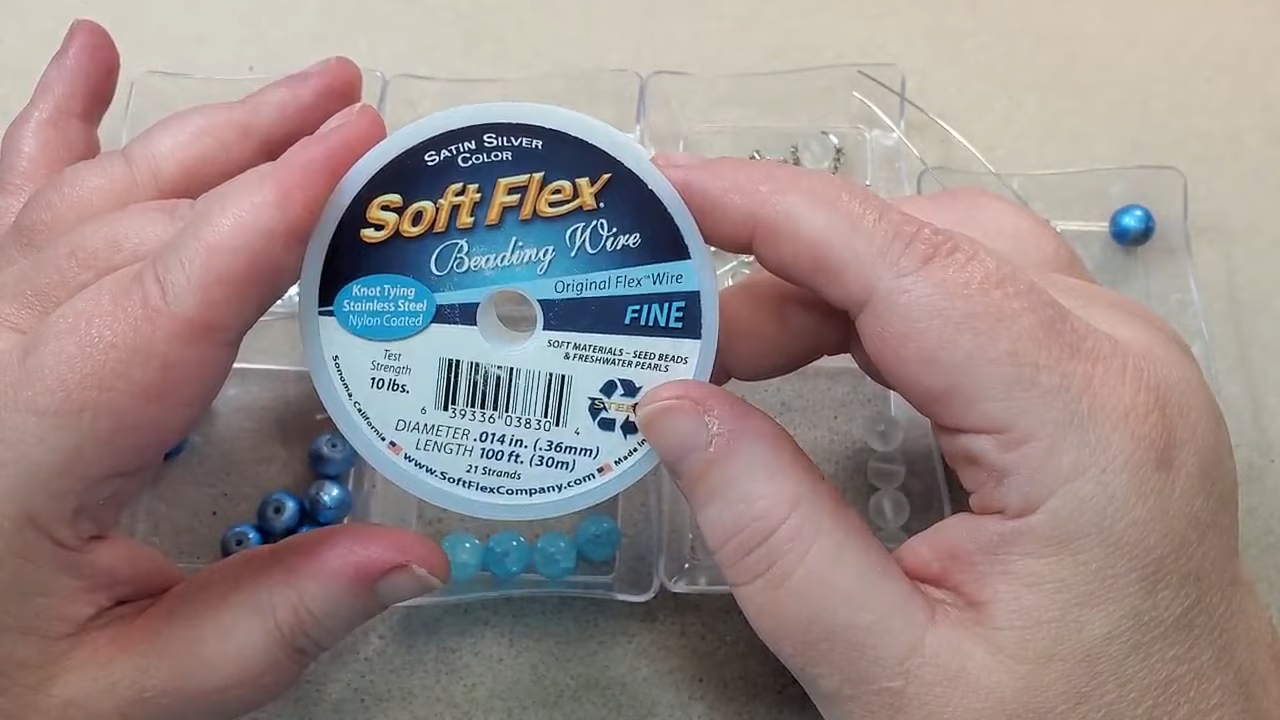 SATIN SILVER
COLOR
Soft Flex®
Beading Wire
Original Flex™ Wire
FINE
Knot Tying
Stainless Steel
Nylon Coated
SOFT MATERIALS – SEED BEADS
& FRESHWATER PEARLS
Test
Strength
10 lbs.
6 39336 03830 4
DIAMETER .014 in. (.36mm)
LENGTH 100 ft. (30m)
21 Strands
Sonoma, California
www.SoftFlexCompany.com
Made in